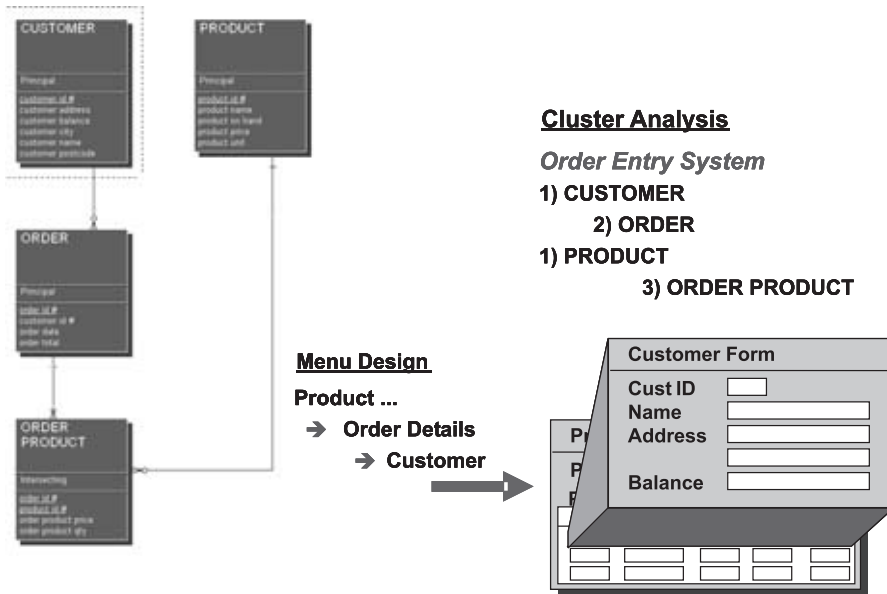 CUSTOMER
Principal
customer id #
customer address
customer balance
customer city
customer name
customer postcode
PRODUCT
Principal
product id #
product name
product on hand
product price
product unit
ORDER
Principal
order id #
customer id #
order date
order total
ORDER
PRODUCT
Intersecting
order id #
product id #
order product price
order product qty
Cluster Analysis
Order Entry System
1) CUSTOMER
2) ORDER
1) PRODUCT
3) ORDER PRODUCT
Menu Design
Product ...
➔ Order Details
➔ Customer
Customer Form
Cust ID
Name
Address
Balance